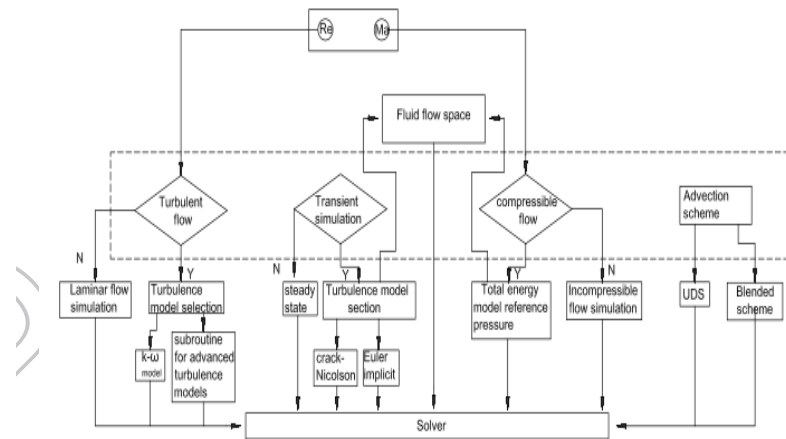 Re
Ma
Fluid flow space
Turbulent
flow
Transient
simulation
compressible
flow
Advection
scheme
N
Y
N
Y
Y
N
Laminar flow
simulation
Turbulence
model selection
steady
state
Turbulence model
section
Total energy
model reference
pressure
Incompressible
flow simulation
UDS
Blended
scheme
k-ω
model
subroutine
for advanced
turbulence
models
crack-
Nicolson
Euler
implicit
Solver